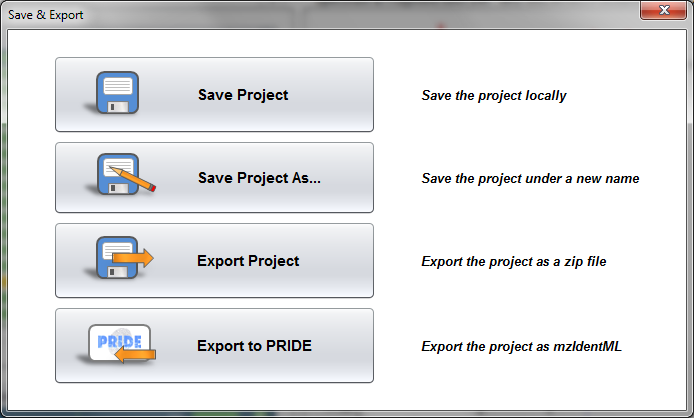 Save & Export
Save Project
Save the project locally
Save Project As...
Save the project under a new name
Export Project
Export the project as a zip file
PRIDE
Export to PRIDE
Export the project as mzIdentML